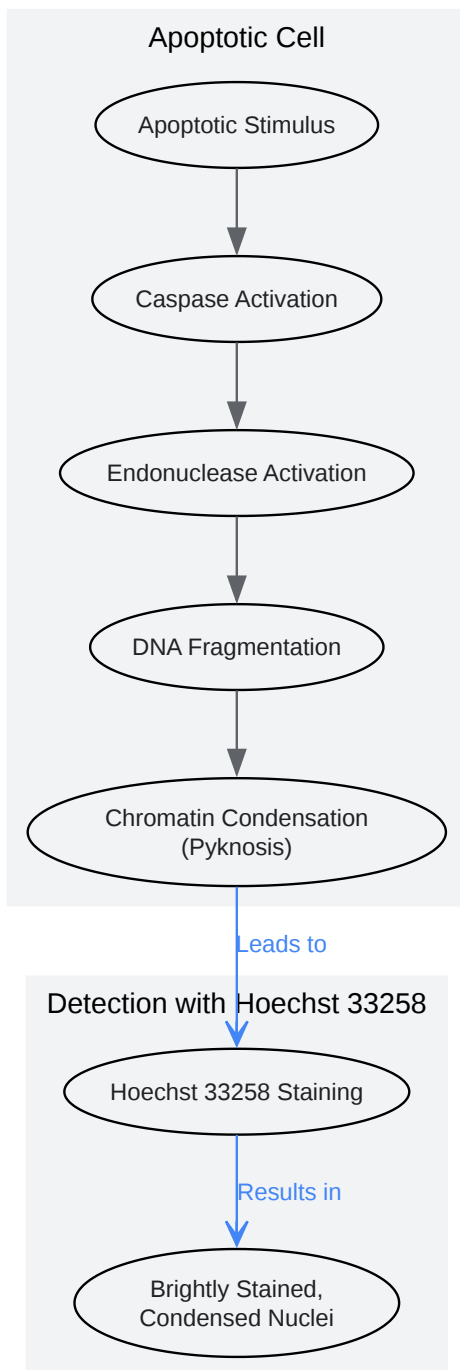 Apoptotic Cell
Apoptotic Stimulus
Caspase Activation
Endonuclease Activation
DNA Fragmentation
Chromatin Condensation
(Pyknosis)
Leads to
Detection with Hoechst 33258
Hoechst 33258 Staining
Results in
Brightly Stained,
Condensed Nuclei